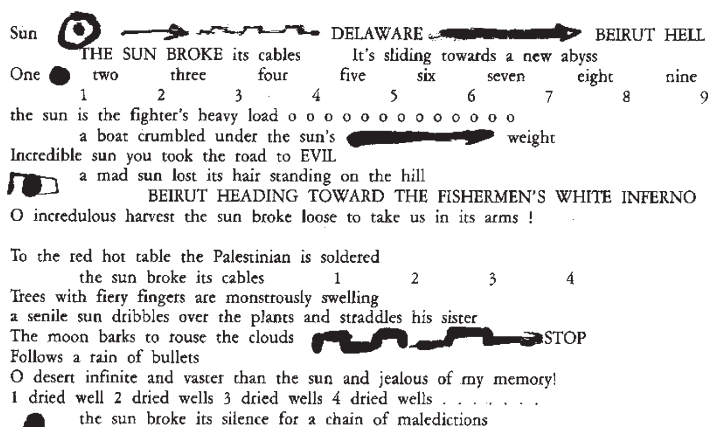 Sun DELAWARE BEIRUT HELL
THE SUN BROKE its cables It's sliding towards a new abyss
One two three four five six seven eight nine
1 2 3 4 5 6 7 8 9
the sun is the fighter's heavy load o o o o o o o o o o o o o
a boat crumbled under the sun's weight
Incredible sun you took the road to EVIL
a mad sun lost its hair standing on the hill
BEIRUT HEADING TOWARD THE FISHERMEN'S WHITE INFERNO
O incredulous harvest the sun broke loose to take us in its arms !
To the red hot table the Palestinian is soldered
the sun broke its cables 1 2 3 4
Trees with fiery fingers are monstrously swelling
a senile sun dribbles over the plants and straddles his sister
The moon barks to rouse the clouds STOP
Follows a rain of bullets
O desert infinite and vaster than the sun and jealous of my memory!
1 dried well 2 dried wells 3 dried wells 4 dried wells . . . . . . .
the sun broke its silence for a chain of maledictions